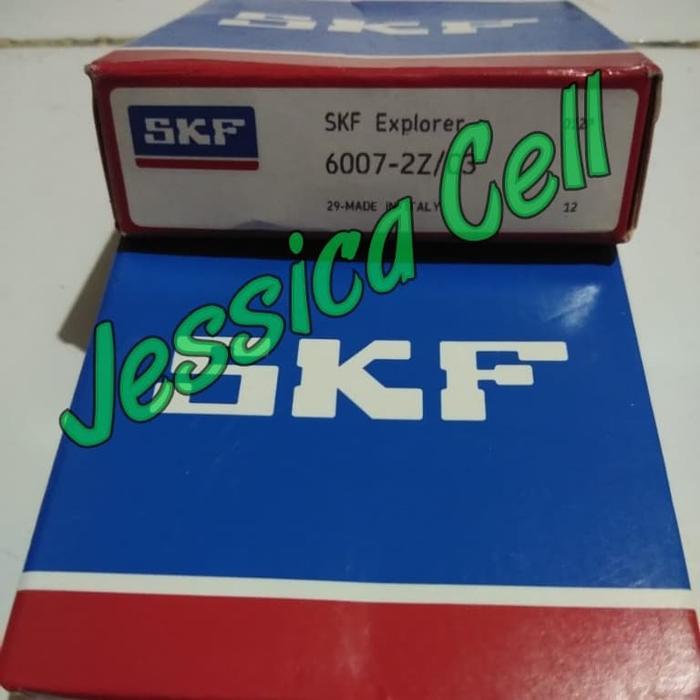 SKF
SKF
SKF Explorer
6007-2Z/C3
29-MADE IN ITALY
12
Jessica Cell
SKF